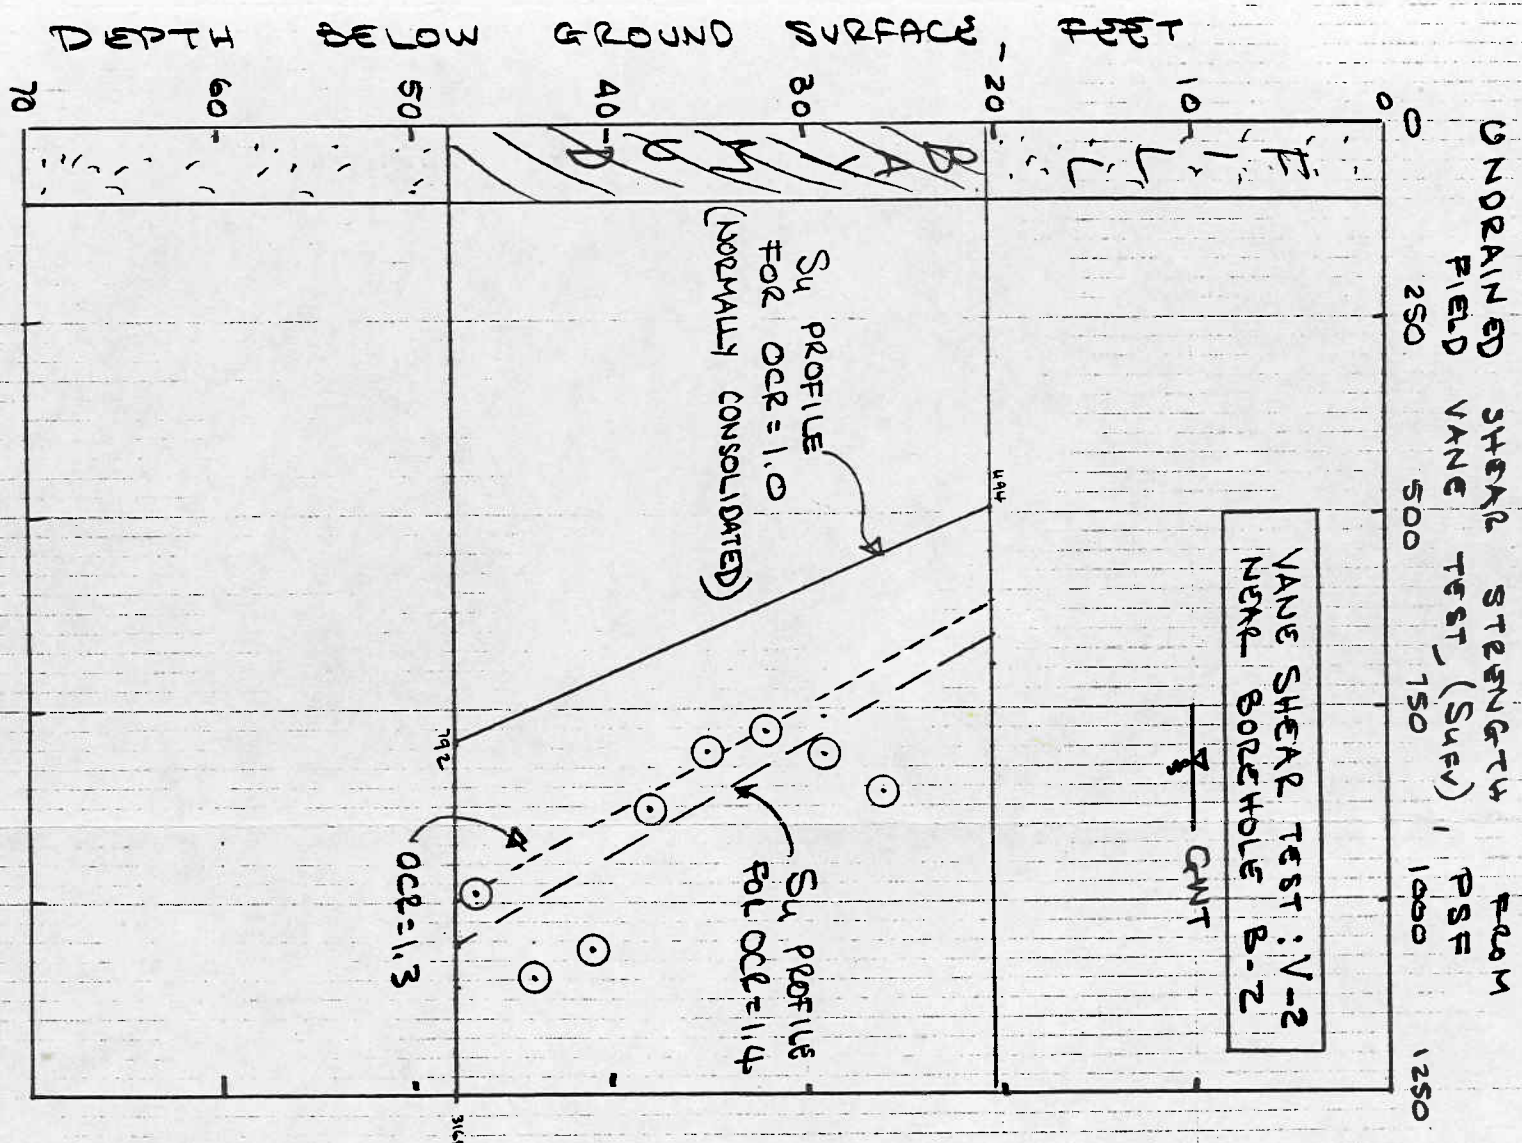 UNDRAINED SHEAR STRENGTH FROM
FIELD VANE TEST (SuFV), PSF
0 250 500 750 1000 1250
DEPTH BELOW GROUND SURFACE, FEET
0
10
20
30
40
50
60
70
FILL
BAY MUD
VANE SHEAR TEST : V-2
NEAR BOREHOLE B-2
GWT
494
Su PROFILE
FOR OCR = 1.0
(NORMALLY CONSOLIDATED)
Su PROFILE
FOR OCR = 1.4
792
OCR = 1.3